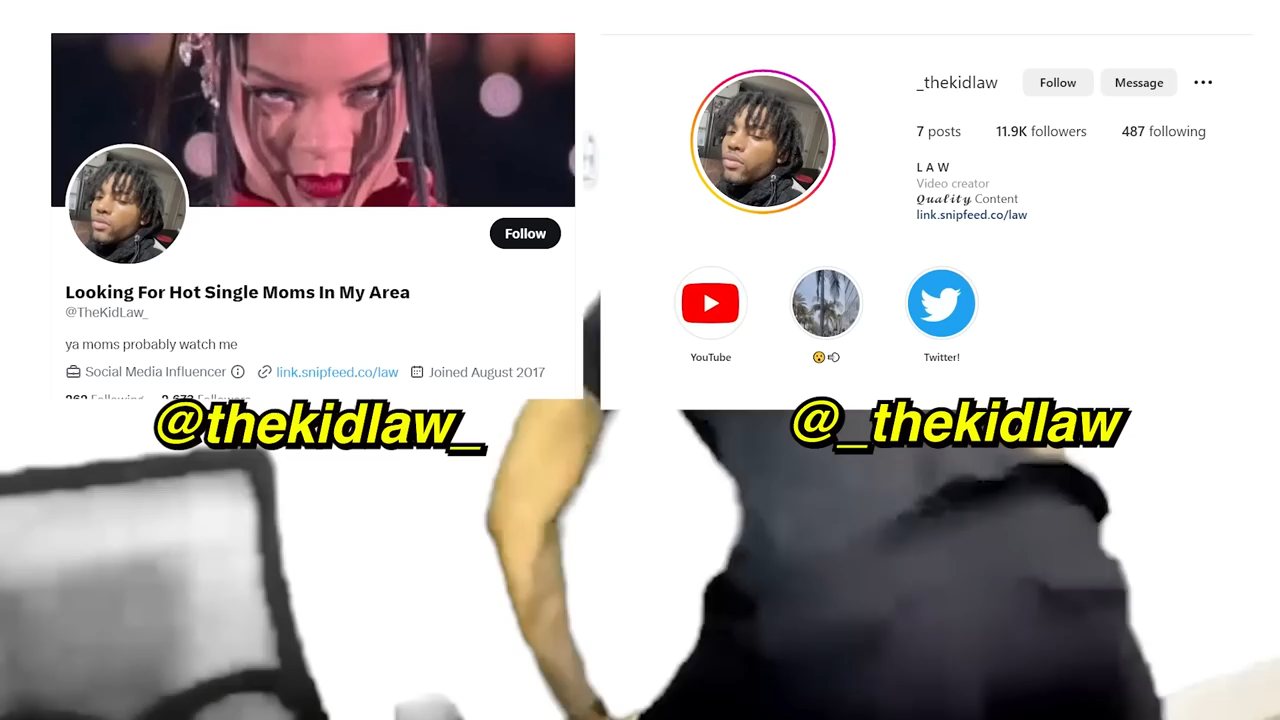 Follow
Looking For Hot Single Moms In My Area
@TheKidLaw_
ya moms probably watch me
Social Media Influencer link.snipfeed.co/law Joined August 2017
@thekidlaw_
_thekidlaw Follow Message
7 posts 11.9K followers 487 following
L A W
Video creator
𝓠𝓾𝓪𝓵𝓲𝓽𝔂 Content
link.snipfeed.co/law
YouTube
Twitter!
@_thekidlaw